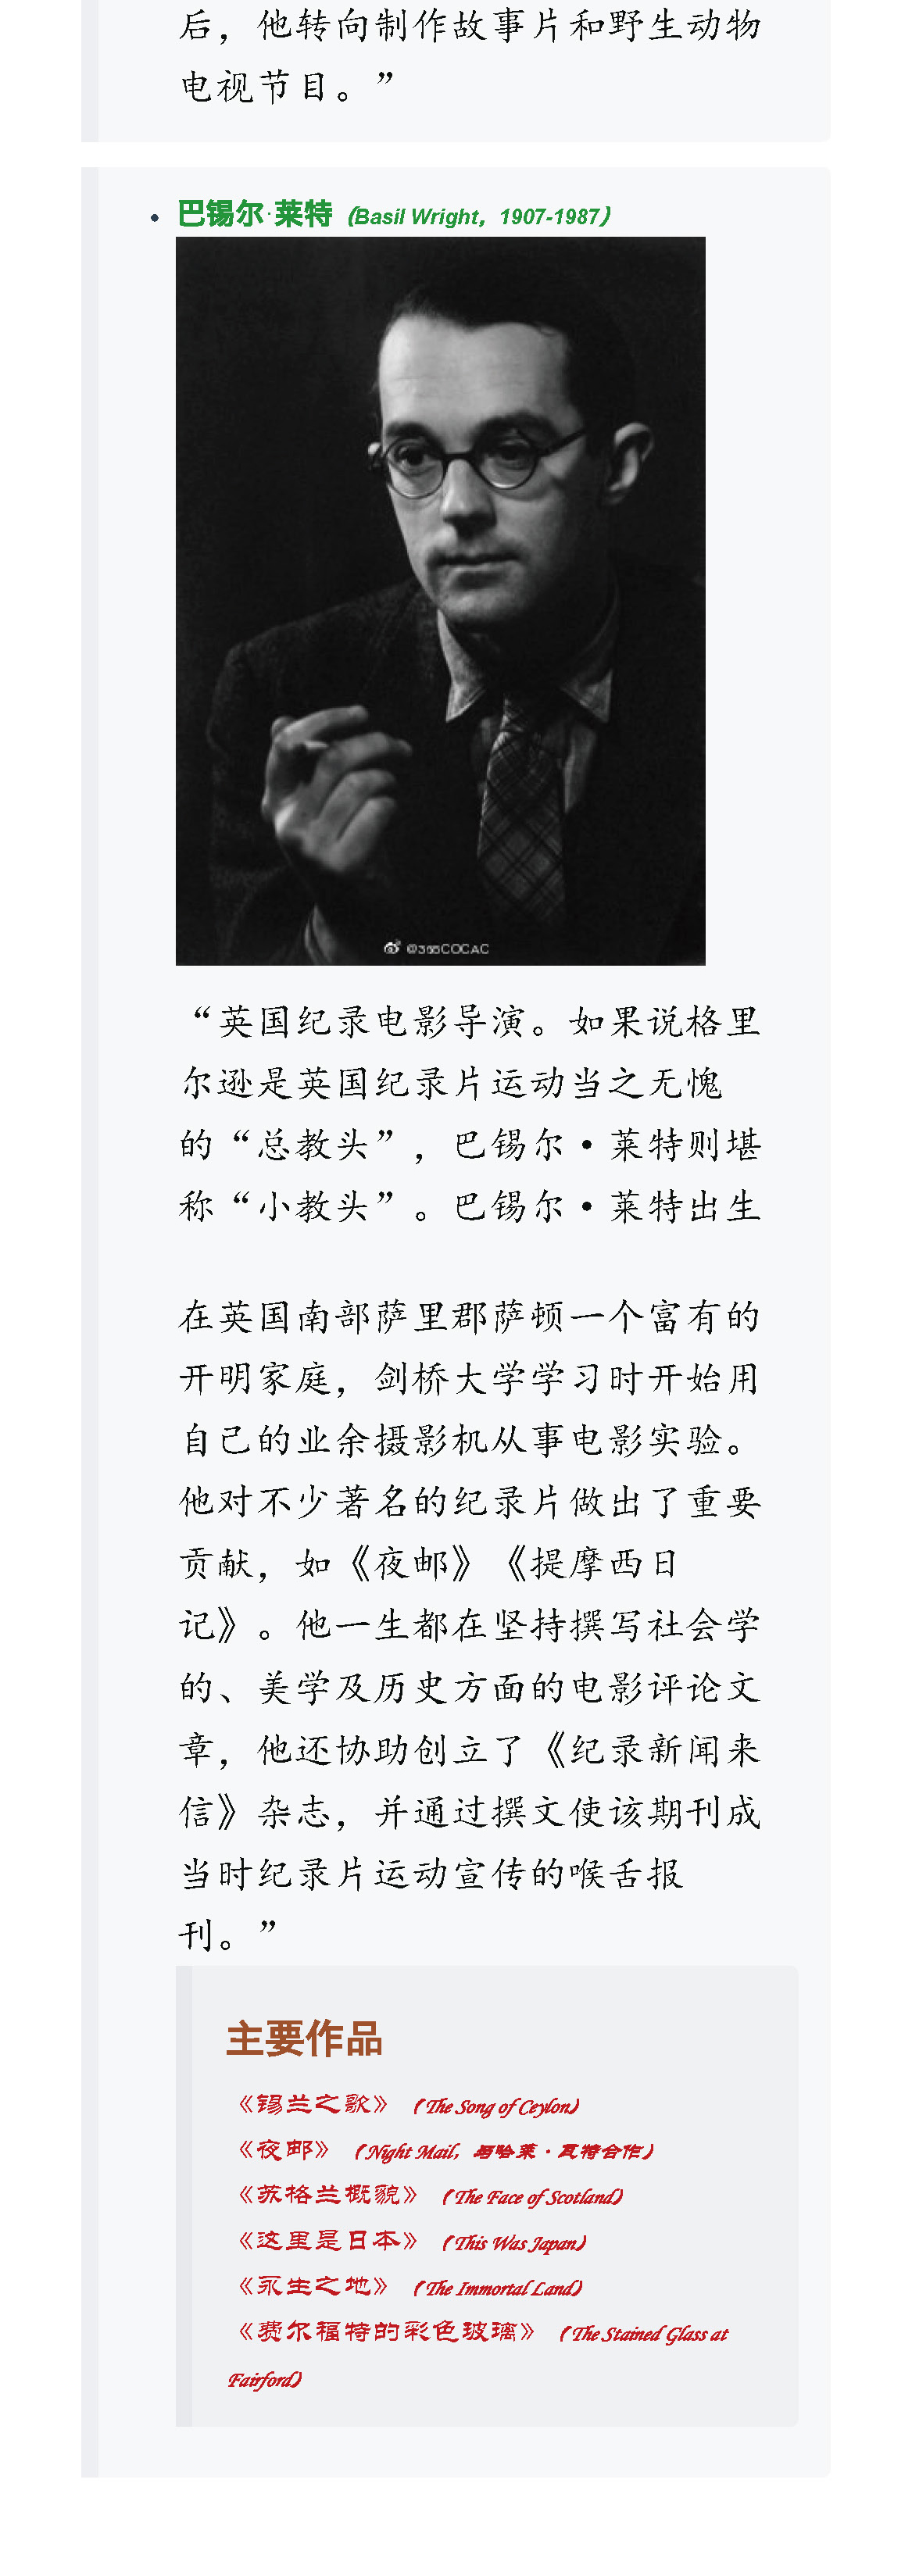 后，他转向制作故事片和野生动物
电视节目。”
巴锡尔·莱特（Basil Wright，1907-1987）
@355COCAC
“英国纪录电影导演。如果说格里
尔逊是英国纪录片运动当之无愧
的“总教头”，巴锡尔·莱特则堪
称“小教头”。巴锡尔·莱特出生
在英国南部萨里郡萨顿一个富有的
开明家庭，剑桥大学学习时开始用
自己的业余摄影机从事电影实验。
他对不少著名的纪录片做出了重要
贡献，如《夜邮》《提摩西日
记》。他一生都在坚持撰写社会学
的、美学及历史方面的电影评论文
章，他还协助创立了《纪录新闻来
信》杂志，并通过撰文使该期刊成
当时纪录片运动宣传的喉舌报
刊。”
主要作品
《锡兰之歌》（The Song of Ceylon）
《夜邮》（Night Mail，与哈莱·瓦特合作）
《苏格兰概貌》（The Face of Scotland）
《这里是日本》（This Was Japan）
《永生之地》（The Immortal Land）
《费尔福特的彩色玻璃》（The Stained Glass at
Fairford）